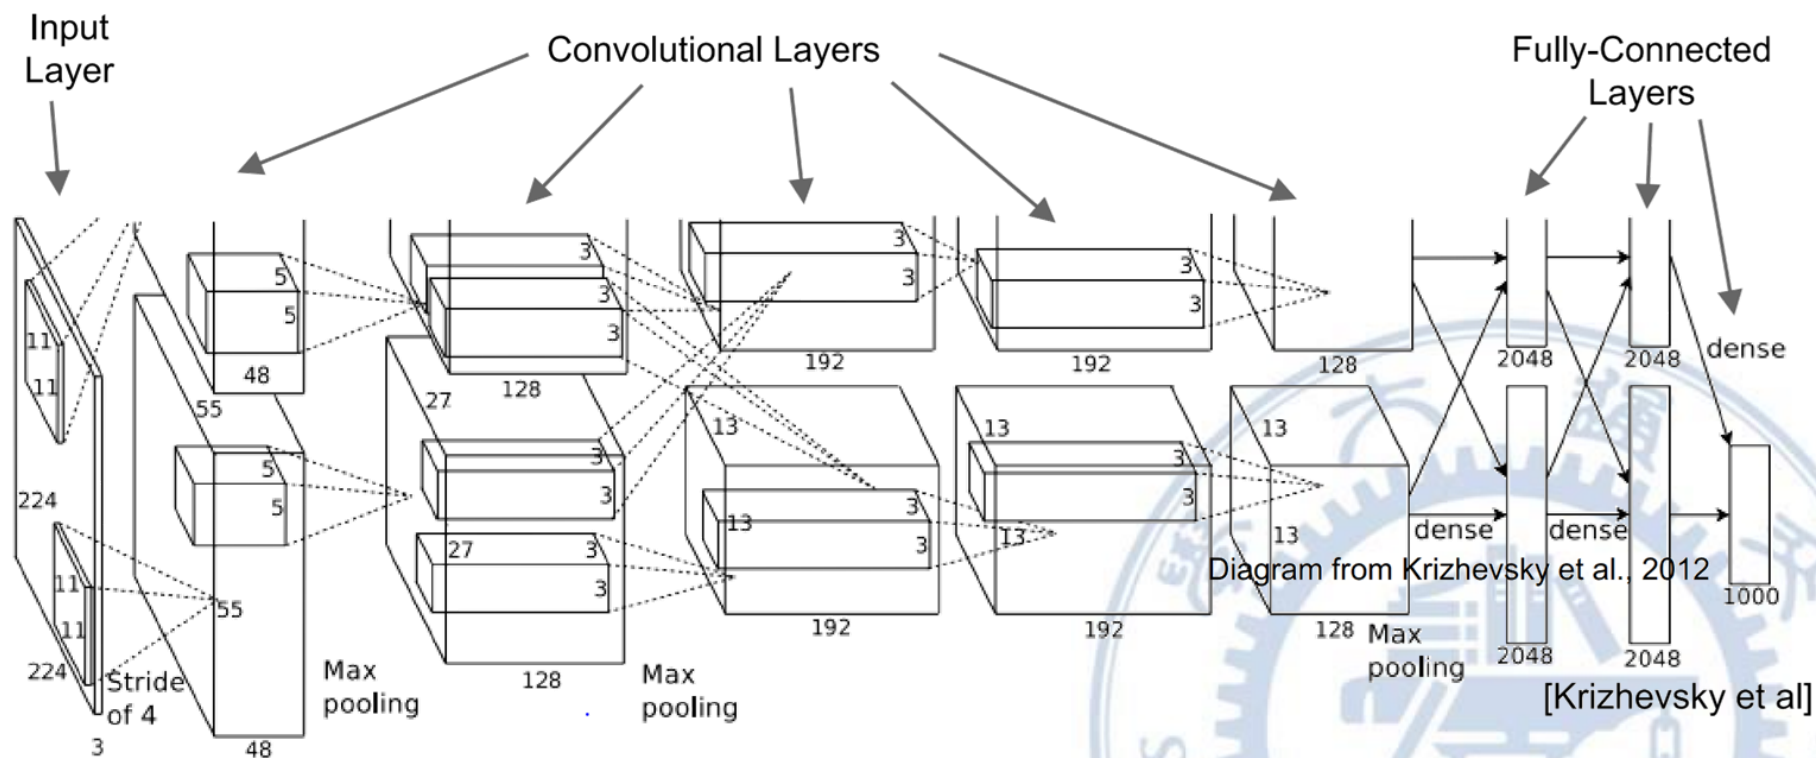 Input
Layer
Convolutional Layers
Fully-Connected
Layers
11
11
224
11
11
224
3
Stride
of 4
5
5
48
55
5
5
55
48
Max
pooling
3
3
3
3
128
27
3
3
27
3
3
128
Max
pooling
3
3
192
13
3
13
3
192
3
3
192
13
3
3
13
192
128
13
13
128
Max
pooling
dense
dense
dense
2048
2048
2048
2048
1000
Diagram from Krizhevsky et al., 2012
[Krizhevsky et al]